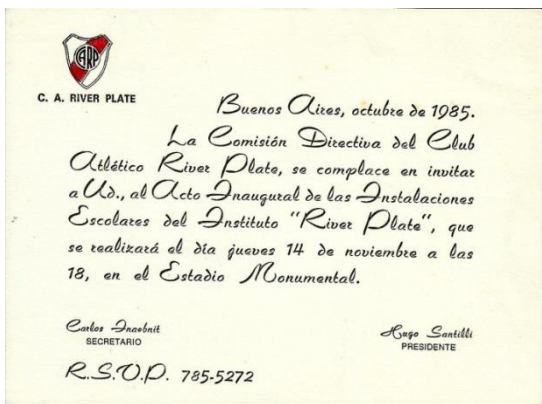 CARP
C. A. RIVER PLATE
Buenos Aires, octubre de 1985.
La Comisión Directiva del Club
Atlético River Plate, se complace en invitar
a Ud., al Acto Inaugural de las Instalaciones
Escolares del Instituto "River Plate", que
se realizará el día jueves 14 de noviembre a las
18, en el Estadio Monumental.
Carlos Inaebnit
SECRETARIO
Hugo Santilli
PRESIDENTE
R.S.V.P. 785-5272